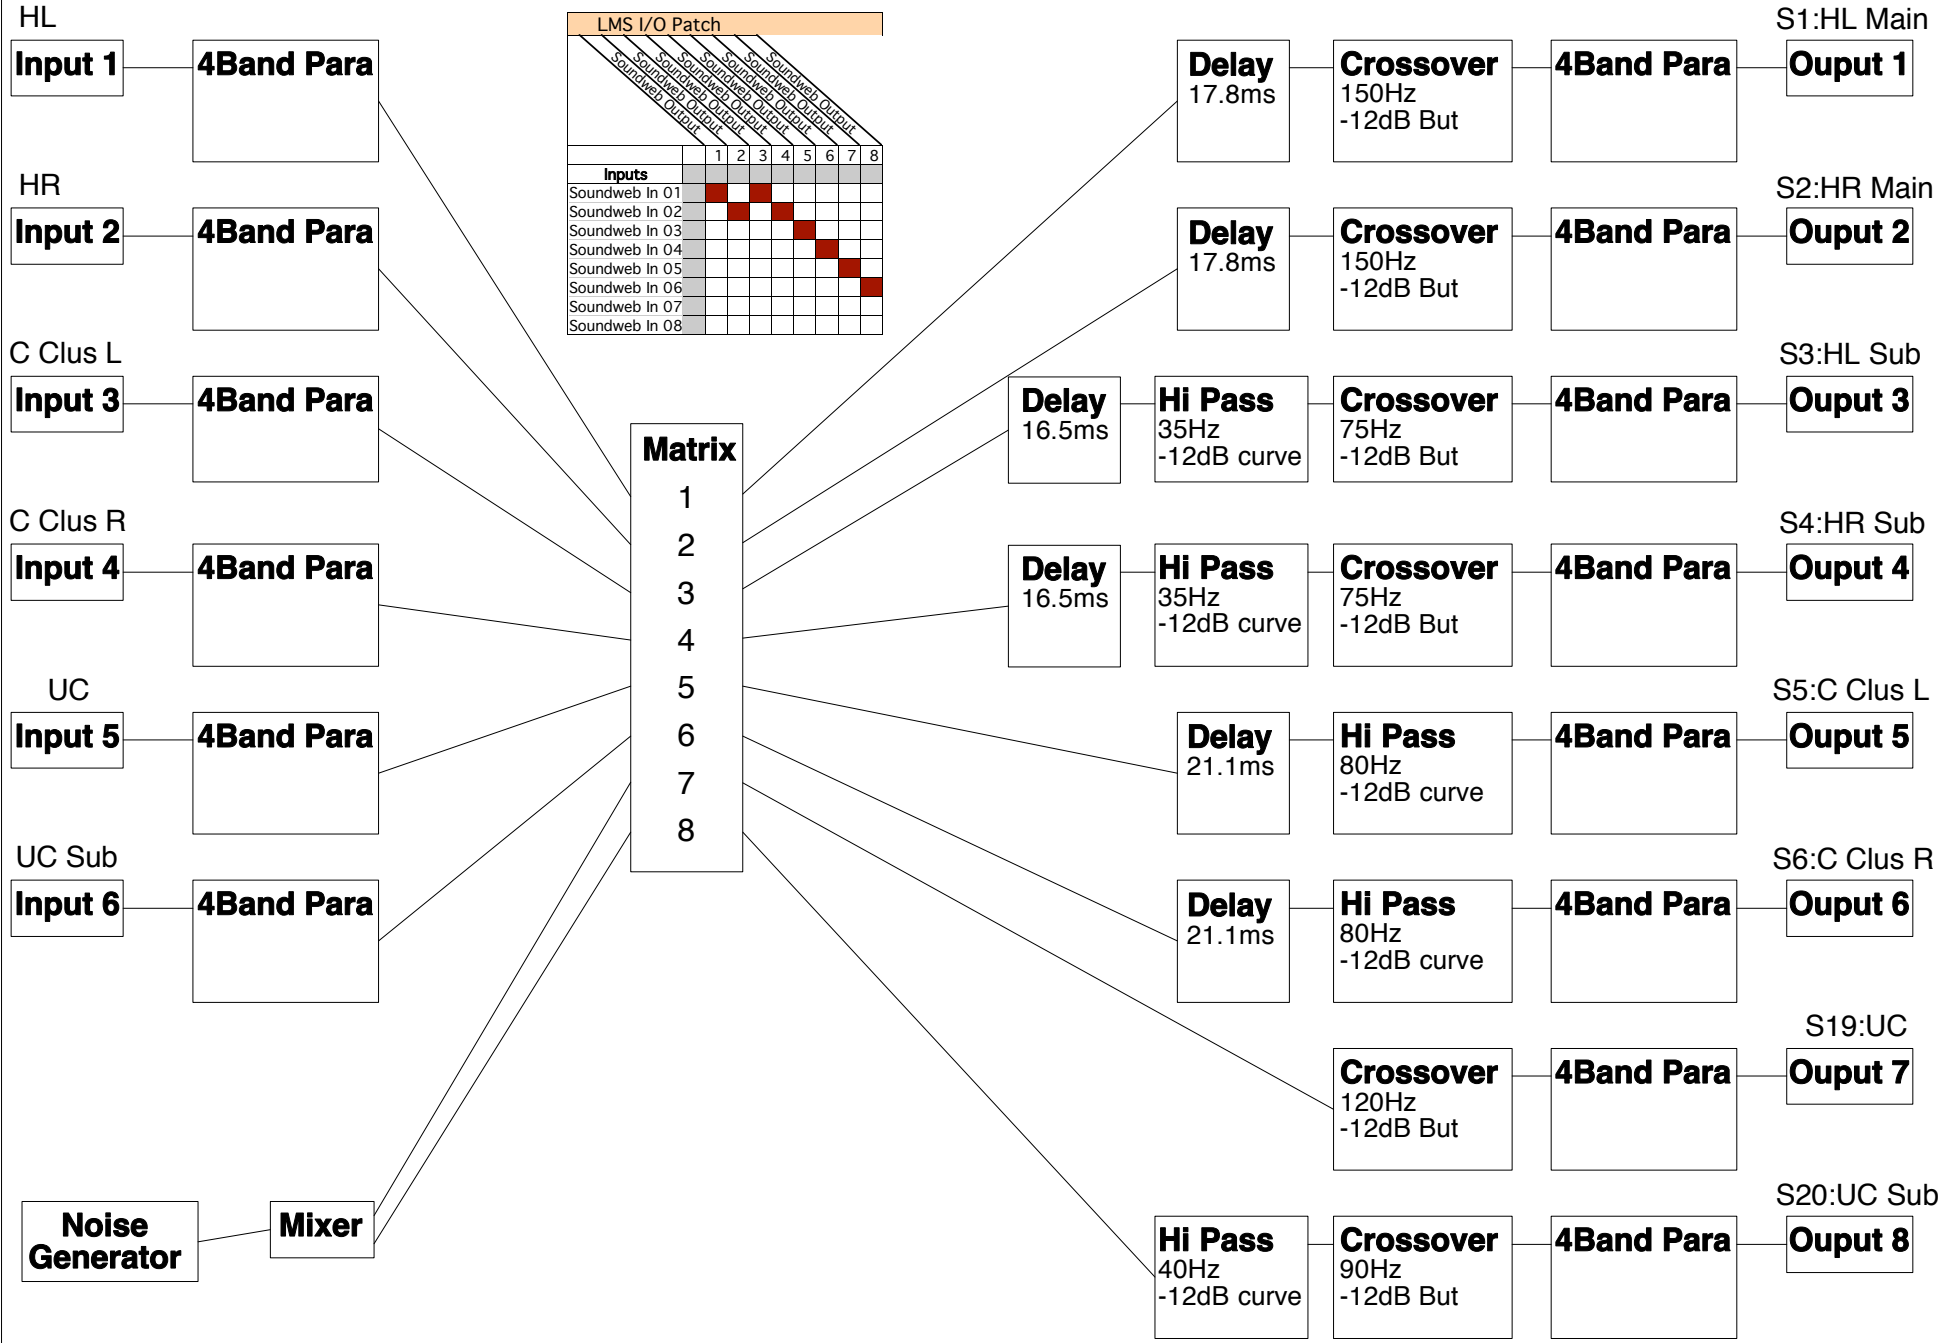 HL
Input 1
4Band Para
HR
Input 2
4Band Para
C Clus L
Input 3
4Band Para
C Clus R
Input 4
4Band Para
UC
Input 5
4Band Para
UC Sub
Input 6
4Band Para
Noise
Generator
Mixer
LMS I/O Patch
Soundweb Output
Soundweb Output
Soundweb Output
Soundweb Output
Soundweb Output
Soundweb Output
Soundweb Output
Soundweb Output
1 2 3 4 5 6 7 8
Inputs
Soundweb In 01
Soundweb In 02
Soundweb In 03
Soundweb In 04
Soundweb In 05
Soundweb In 06
Soundweb In 07
Soundweb In 08
Matrix
1
2
3
4
5
6
7
8
S1:HL Main
Delay
17.8ms
Crossover
150Hz
-12dB But
4Band Para
Ouput 1
S2:HR Main
Delay
17.8ms
Crossover
150Hz
-12dB But
4Band Para
Ouput 2
S3:HL Sub
Delay
16.5ms
Hi Pass
35Hz
-12dB curve
Crossover
75Hz
-12dB But
4Band Para
Ouput 3
S4:HR Sub
Delay
16.5ms
Hi Pass
35Hz
-12dB curve
Crossover
75Hz
-12dB But
4Band Para
Ouput 4
S5:C Clus L
Delay
21.1ms
Hi Pass
80Hz
-12dB curve
4Band Para
Ouput 5
S6:C Clus R
Delay
21.1ms
Hi Pass
80Hz
-12dB curve
4Band Para
Ouput 6
S19:UC
Crossover
120Hz
-12dB But
4Band Para
Ouput 7
S20:UC Sub
Hi Pass
40Hz
-12dB curve
Crossover
90Hz
-12dB But
4Band Para
Ouput 8